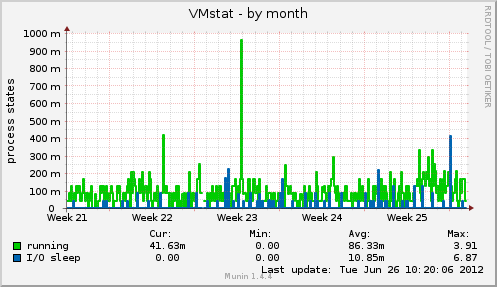 VMstat - by month
RRDTOOL / TOBI OETIKER
process states
1000 m
900 m
800 m
700 m
600 m
500 m
400 m
300 m
200 m
100 m
0
Week 21 Week 22 Week 23 Week 24 Week 25
Cur: Min: Avg: Max:
running 41.63m 0.00 86.33m 3.91
I/O sleep 0.00 0.00 10.85m 6.87
Last update: Tue Jun 26 10:20:06 2012
Munin 1.4.4